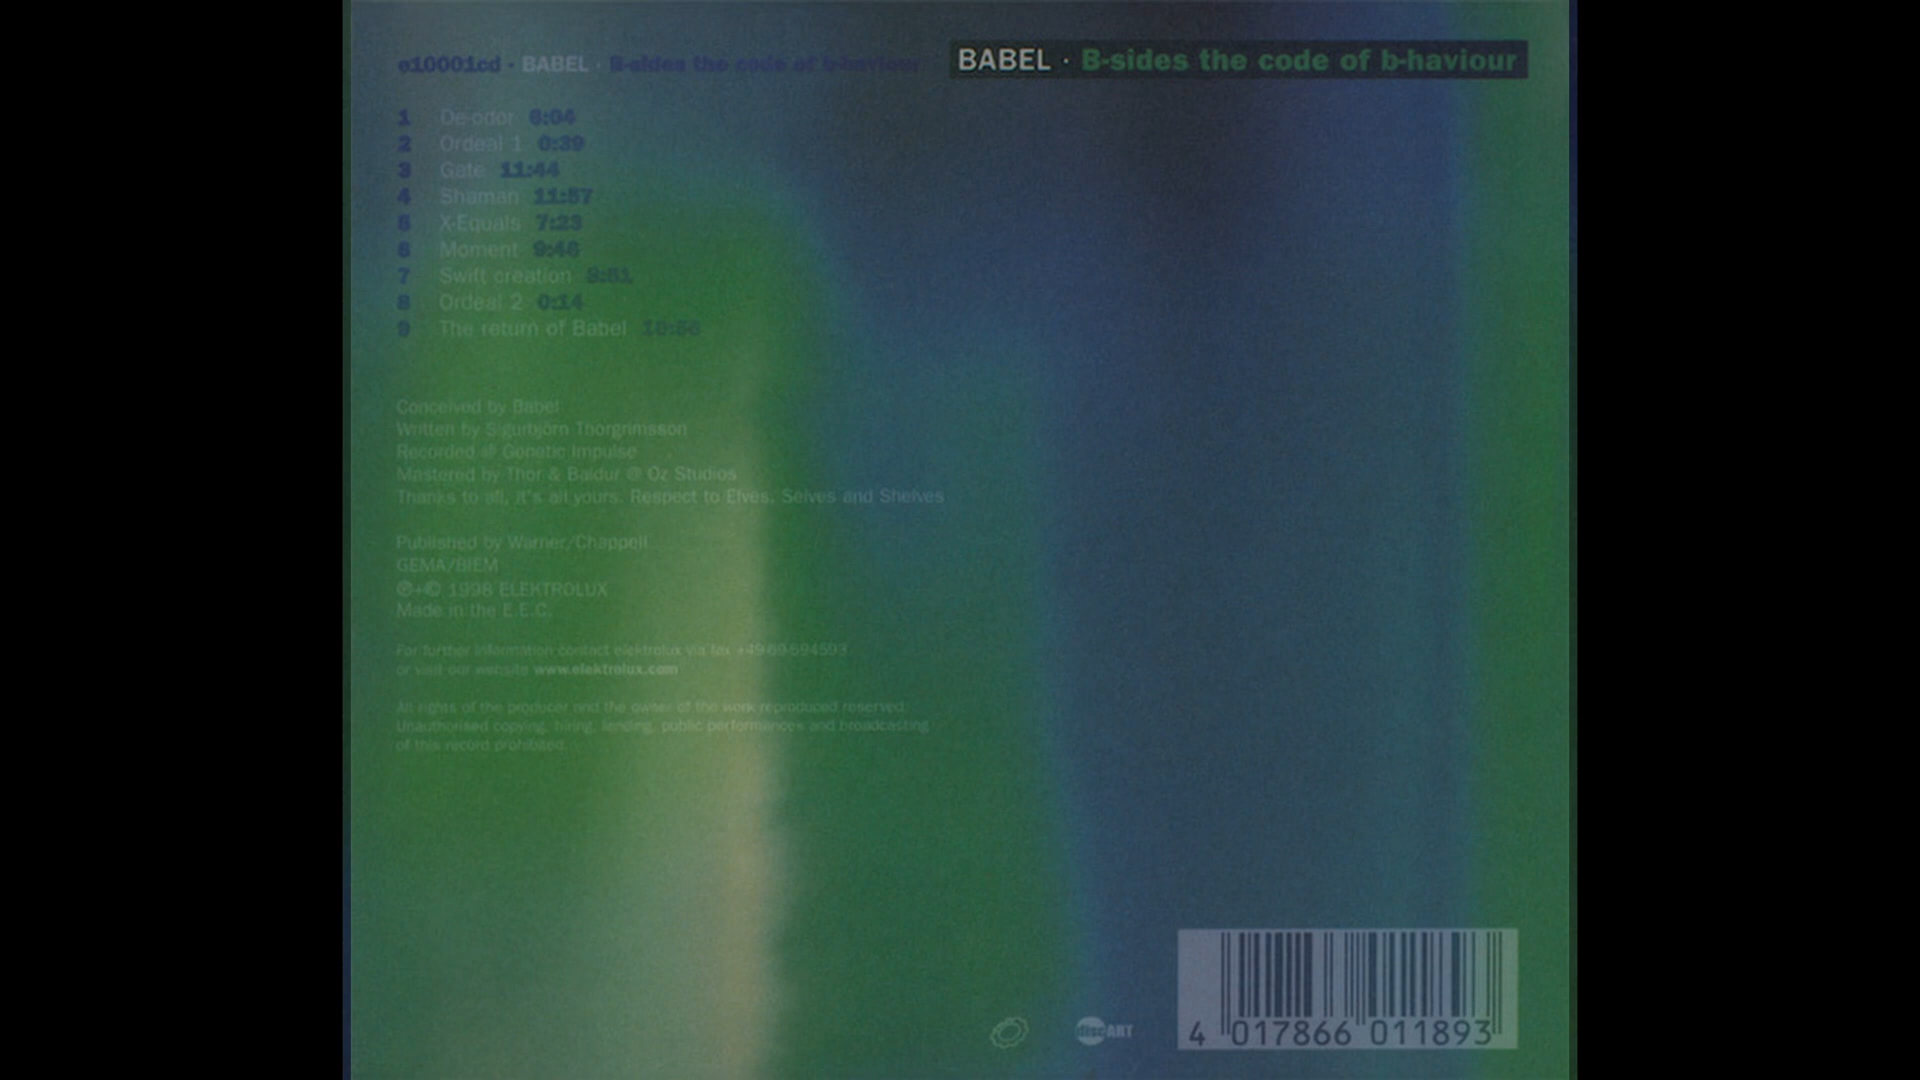 e10001cd · BABEL · B-sides the code of b-haviour
BABEL · B-sides the code of b-haviour
1 De-odor 6:04
2 Ordeal 1 0:39
3 Gate 11:44
4 Shaman 11:57
5 X-Equals 7:23
6 Moment 9:46
7 Swift creation 8:51
8 Ordeal 2 0:14
9 The return of Babel
Conceived by Babel
Written by Sigurbjörn Thorgrimsson
Recorded @ Genetic Impulse
Mastered by Thor & Baldur @ Oz Studios
Thanks to all, it's all yours. Respect to Elves, Selves and Shelves
Published by Warner/Chappell
GEMA/BIEM
℗+© 1998 ELEKTROLUX
Made in the E.E.C.
For further information contact elektrolux via fax +49-69-594593
or visit our website www.elektrolux.com
All rights of the producer and the owner of the work reproduced reserved.
Unauthorised copying, hiring, lending, public performances and broadcasting
of this record prohibited.
discART
4 017866 011893